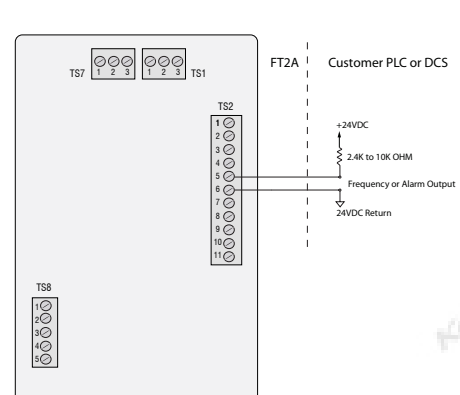 FT2A
Customer PLC or DCS
TS7
1 2 3
1 2 3
TS1
TS2
1
2
3
4
5
6
7
8
9
10
11
+24VDC
2.4K to 10K OHM
Frequency or Alarm Output
24VDC Return
TS8
1
2
3
4
5